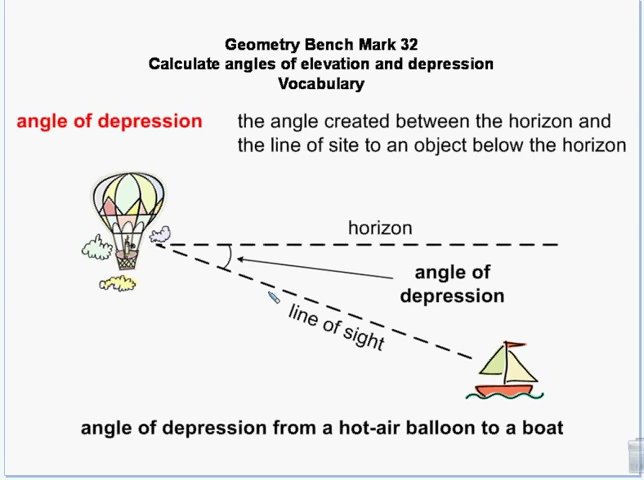 Geometry Bench Mark 32
Calculate angles of elevation and depression
Vocabulary
angle of depression the angle created between the horizon and
the line of site to an object below the horizon
horizon
angle of
depression
line of sight
angle of depression from a hot-air balloon to a boat